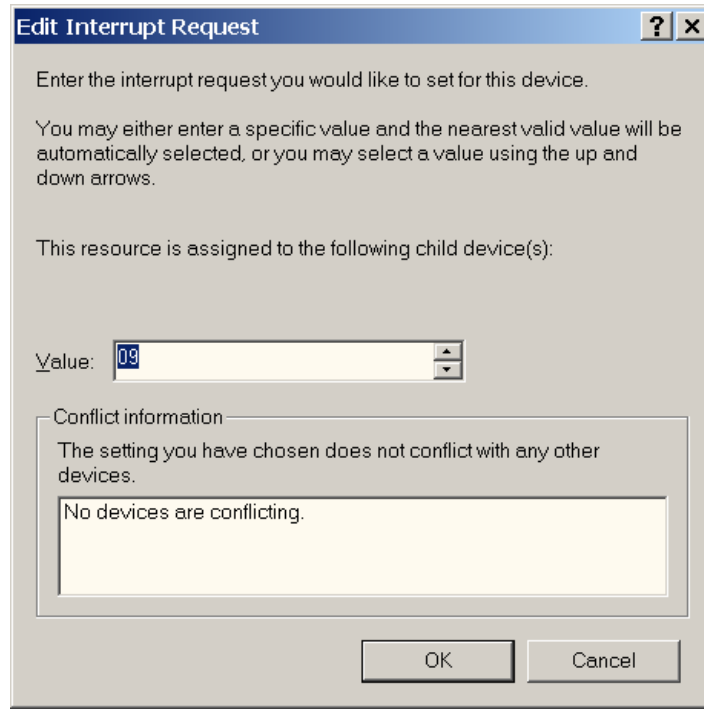 Edit Interrupt Request
Enter the interrupt request you would like to set for this device.
You may either enter a specific value and the nearest valid value will be
automatically selected, or you may select a value using the up and
down arrows.
This resource is assigned to the following child device(s):
Value: 09
Conflict information
The setting you have chosen does not conflict with any other
devices.
No devices are conflicting.
OK Cancel